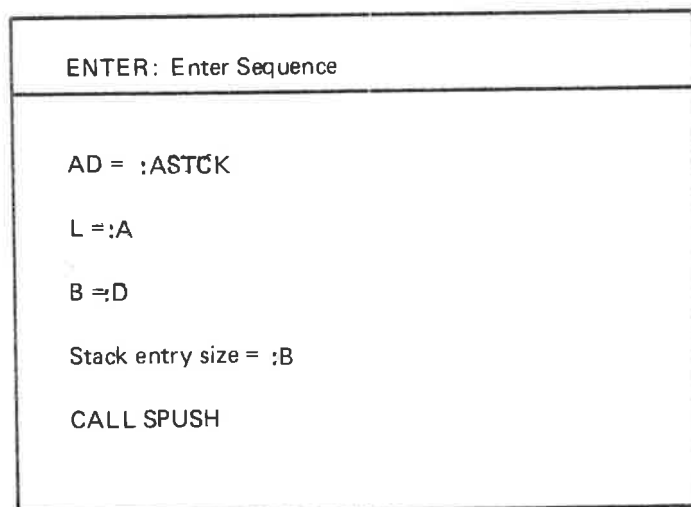 ENTER: Enter Sequence
AD = :ASTCK
L =:A
B =:D
Stack entry size = :B
CALL SPUSH